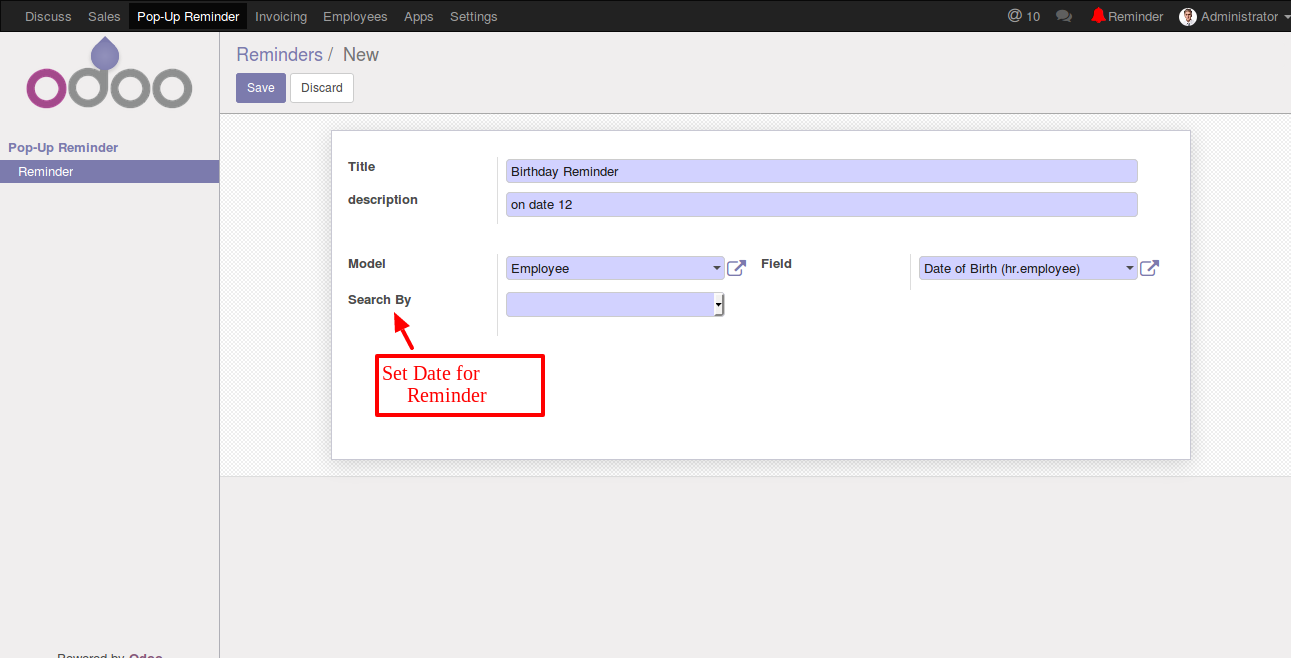 Discuss Sales Pop-Up Reminder Invoicing Employees Apps Settings @ 10 Reminder Administrator
odoo
Reminders / New
Save Discard
Pop-Up Reminder
Reminder
Title Birthday Reminder
description on date 12
Model Employee Field Date of Birth (hr.employee)
Search By
Set Date for
Reminder
Powered by Odoo